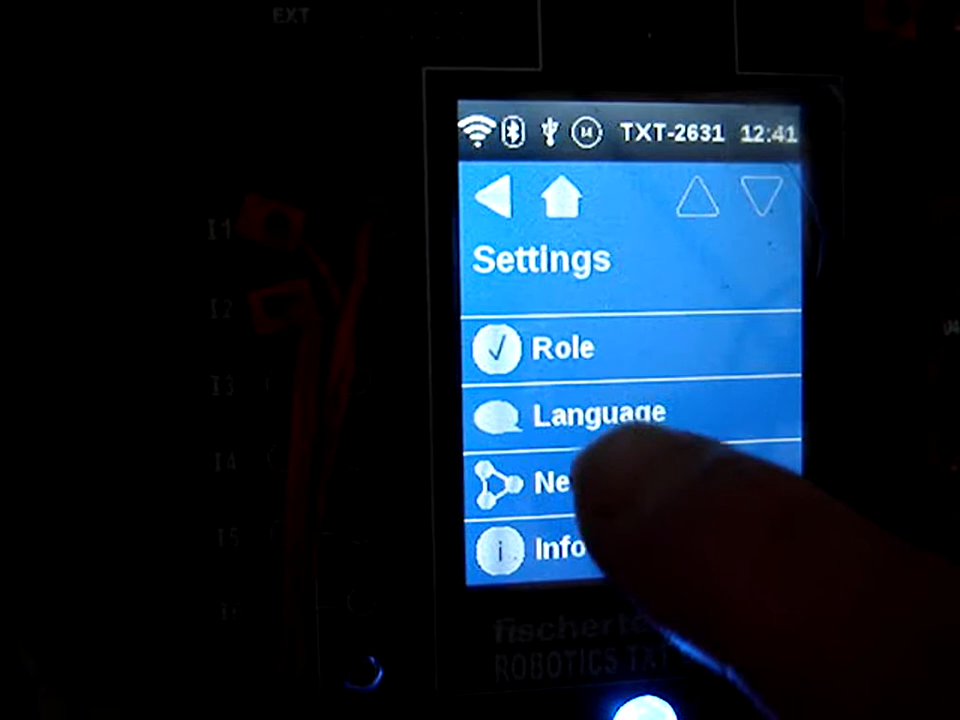 EXT
TXT-2631 12:41
Settings
Role
Language
Ne
Info
I1
I2
I3
I4
I5
fischerte
ROBOTICS TXT